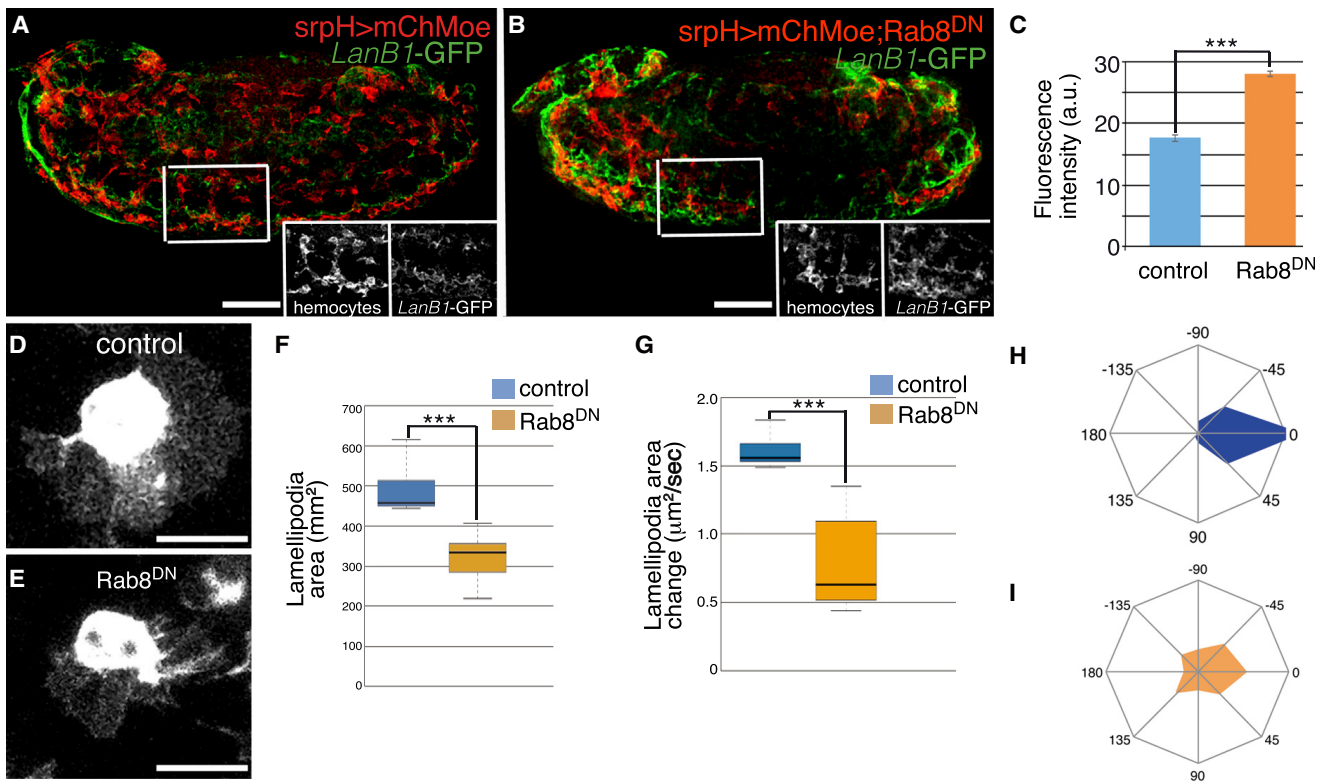 A
srpH>mChMoe
LanB1-GFP
hemocytes
LanB1-GFP
B
srpH>mChMoe;Rab8DN
LanB1-GFP
hemocytes
LanB1-GFP
C
***
Fluorescence
intensity (a.u.)
30
20
10
0
control
Rab8DN
D
control
E
Rab8DN
F
control
Rab8DN
***
Lamellipodia
area (mm²)
700
600
500
400
300
200
100
0
G
control
Rab8DN
***
Lamellipodia area
change (μm²/sec)
2.0
1.5
1.0
0.5
0
H
-90
-135
-45
180
0
135
45
90
I
-90
-135
-45
180
0
135
45
90